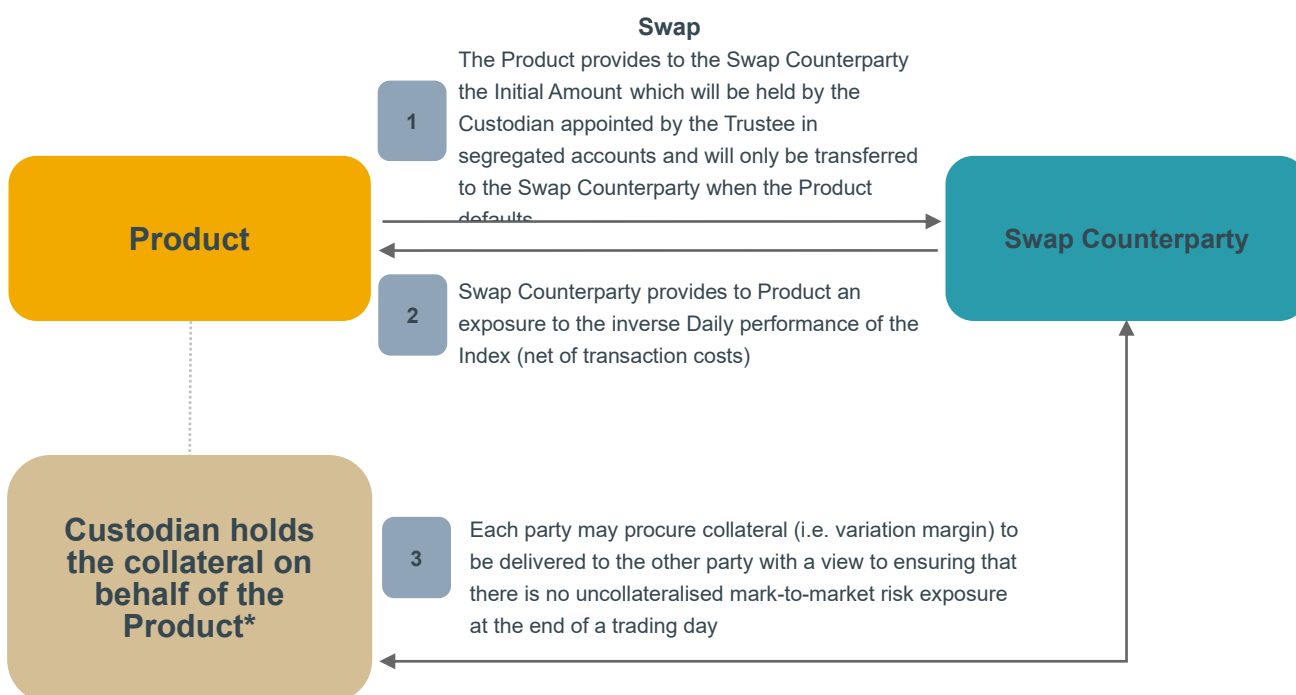 Swap
The Product provides to the Swap Counterparty
the Initial Amount which will be held by the
Custodian appointed by the Trustee in
segregated accounts and will only be transferred
to the Swap Counterparty when the Product
defaults
1
Product
Swap Counterparty
2
Swap Counterparty provides to Product an
exposure to the inverse Daily performance of the
Index (net of transaction costs)
Custodian holds
the collateral on
behalf of the
Product*
3
Each party may procure collateral (i.e. variation margin) to
be delivered to the other party with a view to ensuring that
there is no uncollateralised mark-to-market risk exposure
at the end of a trading day